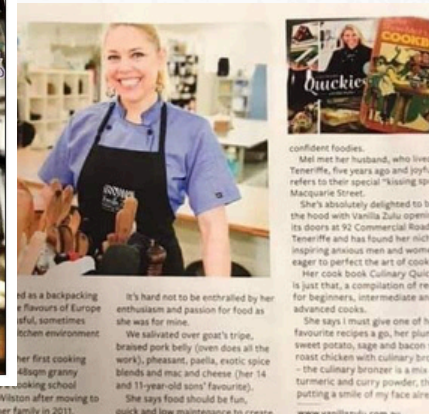 Quickies
COOKB
confident foodies.
Mel met her husband, who live
Teneriffe, five years ago and joyf
refers to their special "kissing sp
Macquarie Street.
She's absolutely delighted to b
the hood with Vanilla Zulu openi
its doors at 92 Commercial Road
Teneriffe and has found her nich
inspiring anxious men and wome
eager to perfect the art of cook
Her cook book Culinary Quic
is just that, a compilation of re
for beginners, intermediate an
advanced cooks.
She says I must give one of h
favourite recipes a go, her plu
sweet potato, sage and bacon
roast chicken with culinary bro
- the culinary bronzer is a mix
turmeric and curry powder, th
putting a smile of my face alre
ed as a backpacking
e flavours of Europe
sful, sometimes
itchen environment
her first cooking
48sqm granny
cooking school
Wilston after moving to
er family in 2011.
It's hard not to be enthralled by her
enthusiasm and passion for food as
she was for mine.
We salivated over goat's tripe,
braised pork belly (oven does all the
work), pheasant, paella, exotic spice
blends and mac and cheese (her 14
and 11-year-old sons' favourite).
She says food should be fun,
quick and low maintenance to create